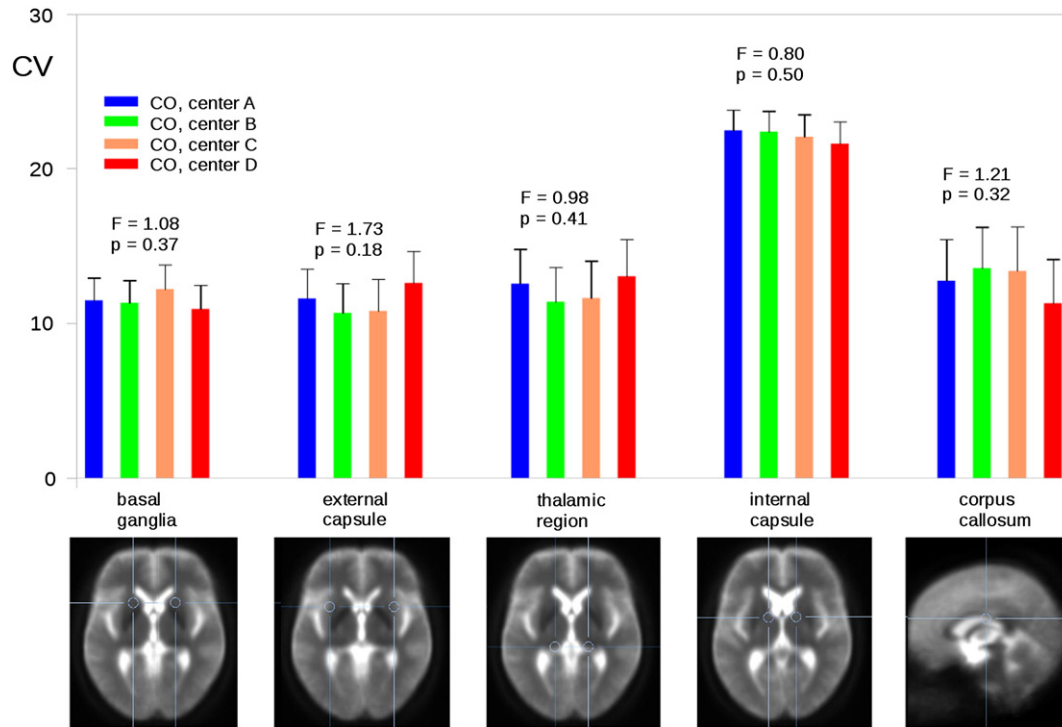 30
CV
CO, center A
CO, center B
CO, center C
CO, center D
F = 0.80
p = 0.50
20
F = 1.08
p = 0.37
F = 1.73
p = 0.18
F = 0.98
p = 0.41
F = 1.21
p = 0.32
10
0
basal
ganglia
external
capsule
thalamic
region
internal
capsule
corpus
callosum